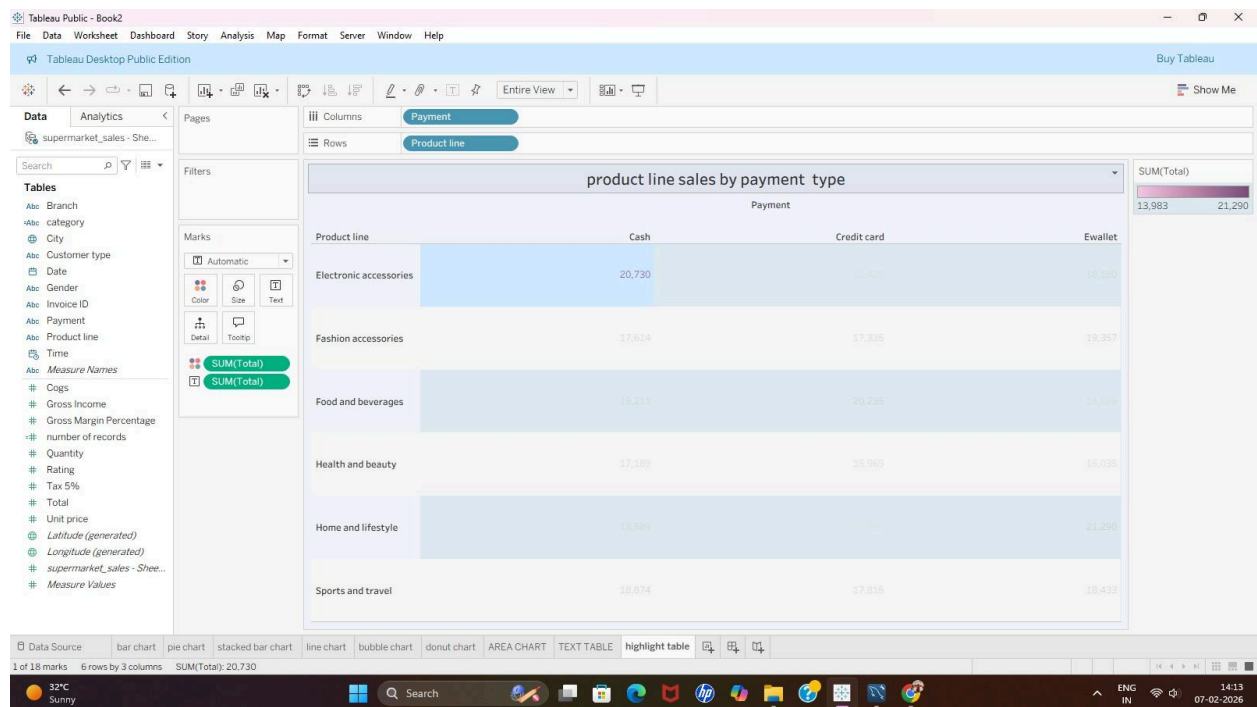 Tableau Public - Book2
File Data Worksheet Dashboard Story Analysis Map Format Server Window Help
Tableau Desktop Public Edition Buy Tableau
Entire View Show Me
Data Analytics
supermarket_sales - She...
Search
Tables
Abc Branch
=Abc category
City
Abc Customer type
Date
Abc Gender
Abc Invoice ID
Abc Payment
Abc Product line
Time
Abc Measure Names
# Cogs
# Gross Income
# Gross Margin Percentage
=# number of records
# Quantity
# Rating
# Tax 5%
# Total
# Unit price
Latitude (generated)
Longitude (generated)
# supermarket_sales - Shee...
# Measure Values
Pages
Filters
Marks
Automatic
Color Size Text
Detail Tooltip
SUM(Total)
SUM(Total)
Columns Payment
Rows Product line
product line sales by payment type
Payment
Product line Cash Credit card Ewallet
Electronic accessories 20,730
Fashion accessories 17,614 17,335 19,357
Food and beverages 20,235
Health and beauty
Home and lifestyle 21,290
Sports and travel 18,874 17,816 18,433
SUM(Total)
13,983 21,290
Data Source bar chart pie chart stacked bar chart line chart bubble chart donut chart AREA CHART TEXT TABLE highlight table
1 of 18 marks 6 rows by 3 columns SUM(Total): 20,730
32°C
Sunny
Search
hp
ENG
IN
14:13
07-02-2026